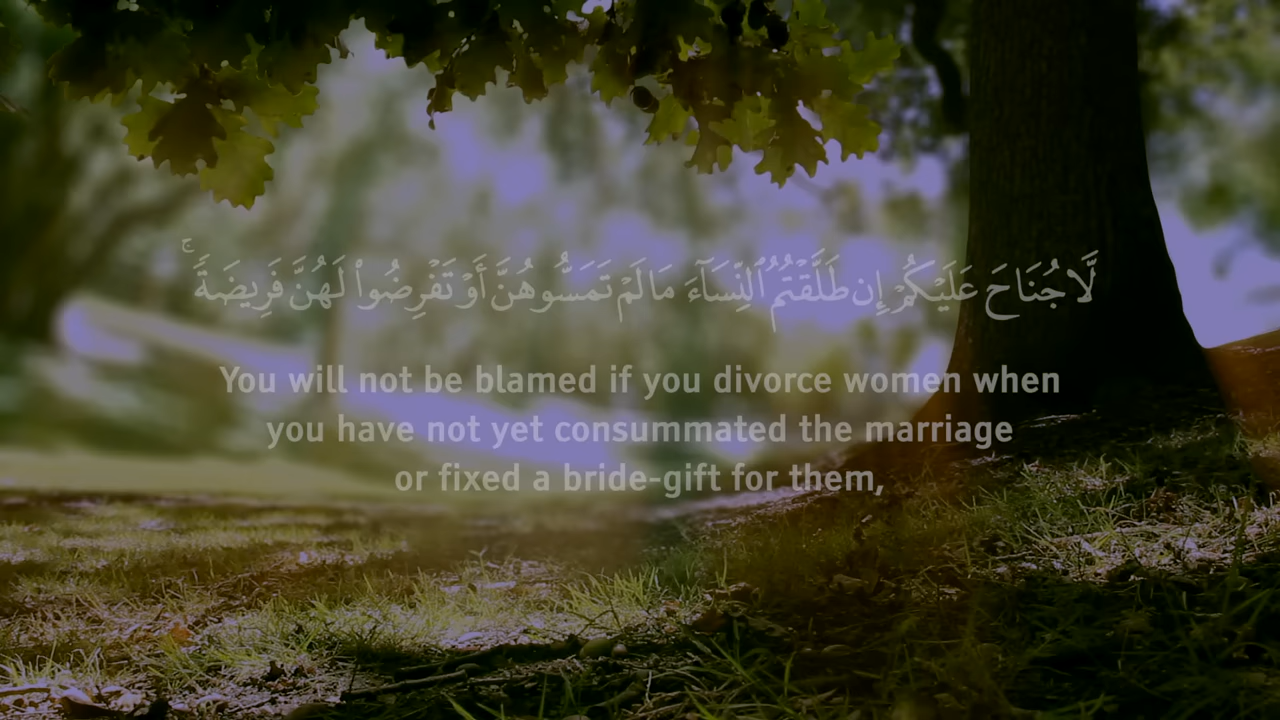 لَّا جُنَاحَ عَلَيْكُمْ إِن طَلَّقْتُمُ ٱلنِّسَآءَ مَا لَمْ تَمَسُّوهُنَّ أَوْ تَفْرِضُوا۟ لَهُنَّ فَرِيضَةً ۚ
You will not be blamed if you divorce women when
you have not yet consummated the marriage
or fixed a bride-gift for them,